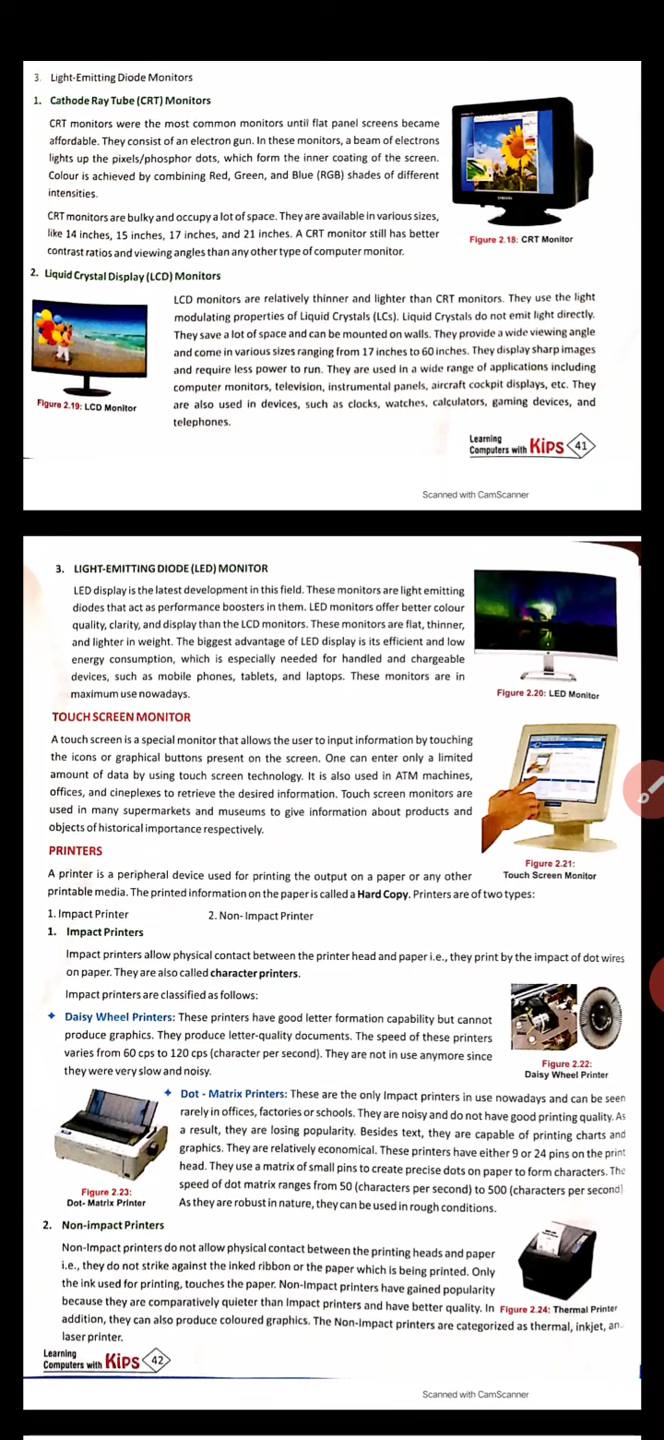 3. Light-Emitting Diode Monitors
1. Cathode Ray Tube (CRT) Monitors
CRT monitors were the most common monitors until flat panel screens became
affordable. They consist of an electron gun. In these monitors, a beam of electrons
lights up the pixels/phosphor dots, which form the inner coating of the screen.
Colour is achieved by combining Red, Green, and Blue (RGB) shades of different
intensities.
CRT monitors are bulky and occupy a lot of space. They are available in various sizes,
like 14 inches, 15 inches, 17 inches, and 21 inches. A CRT monitor still has better
contrast ratios and viewing angles than any other type of computer monitor.
Figure 2.18: CRT Monitor
2. Liquid Crystal Display (LCD) Monitors
LCD monitors are relatively thinner and lighter than CRT monitors. They use the light
modulating properties of Liquid Crystals (LCs). Liquid Crystals do not emit light directly.
They save a lot of space and can be mounted on walls. They provide a wide viewing angle
and come in various sizes ranging from 17 inches to 60 inches. They display sharp images
and require less power to run. They are used in a wide range of applications including
computer monitors, television, instrumental panels, aircraft cockpit displays, etc. They
are also used in devices, such as clocks, watches, calculators, gaming devices, and
telephones.
Figure 2.19: LCD Monitor
Learning
Computers with Kips 41
Scanned with CamScanner
3. LIGHT-EMITTING DIODE (LED) MONITOR
LED display is the latest development in this field. These monitors are light emitting
diodes that act as performance boosters in them. LED monitors offer better colour
quality, clarity, and display than the LCD monitors. These monitors are flat, thinner,
and lighter in weight. The biggest advantage of LED display is its efficient and low
energy consumption, which is especially needed for handled and chargeable
devices, such as mobile phones, tablets, and laptops. These monitors are in
maximum use nowadays.
Figure 2.20: LED Monitor
TOUCH SCREEN MONITOR
A touch screen is a special monitor that allows the user to input information by touching
the icons or graphical buttons present on the screen. One can enter only a limited
amount of data by using touch screen technology. It is also used in ATM machines,
offices, and cineplexes to retrieve the desired information. Touch screen monitors are
used in many supermarkets and museums to give information about products and
objects of historical importance respectively.
Figure 2.21:
Touch Screen Monitor
PRINTERS
A printer is a peripheral device used for printing the output on a paper or any other
printable media. The printed information on the paper is called a Hard Copy. Printers are of two types:
1. Impact Printer 2. Non- Impact Printer
1. Impact Printers
Impact printers allow physical contact between the printer head and paper i.e., they print by the impact of dot wires
on paper. They are also called character printers.
Impact printers are classified as follows:
✦ Daisy Wheel Printers: These printers have good letter formation capability but cannot
produce graphics. They produce letter-quality documents. The speed of these printers
varies from 60 cps to 120 cps (character per second). They are not in use anymore since
they were very slow and noisy.
Figure 2.22:
Daisy Wheel Printer
✦ Dot - Matrix Printers: These are the only Impact printers in use nowadays and can be seen
rarely in offices, factories or schools. They are noisy and do not have good printing quality. As
a result, they are losing popularity. Besides text, they are capable of printing charts and
graphics. They are relatively economical. These printers have either 9 or 24 pins on the print
head. They use a matrix of small pins to create precise dots on paper to form characters. The
speed of dot matrix ranges from 50 (characters per second) to 500 (characters per second)
As they are robust in nature, they can be used in rough conditions.
Figure 2.23:
Dot- Matrix Printer
2. Non-impact Printers
Non-Impact printers do not allow physical contact between the printing heads and paper
i.e., they do not strike against the inked ribbon or the paper which is being printed. Only
the ink used for printing, touches the paper. Non-Impact printers have gained popularity
because they are comparatively quieter than Impact printers and have better quality. In
addition, they can also produce coloured graphics. The Non-Impact printers are categorized as thermal, inkjet, an
laser printer.
Figure 2.24: Thermal Printer
Learning
Computers with Kips 42
Scanned with CamScanner